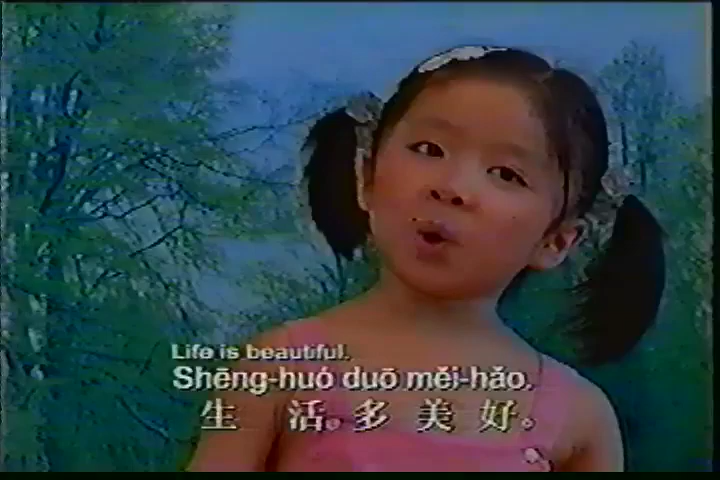 Life is beautiful.
Shēng-huó duō měi-hǎo.
生 活。多 美 好。